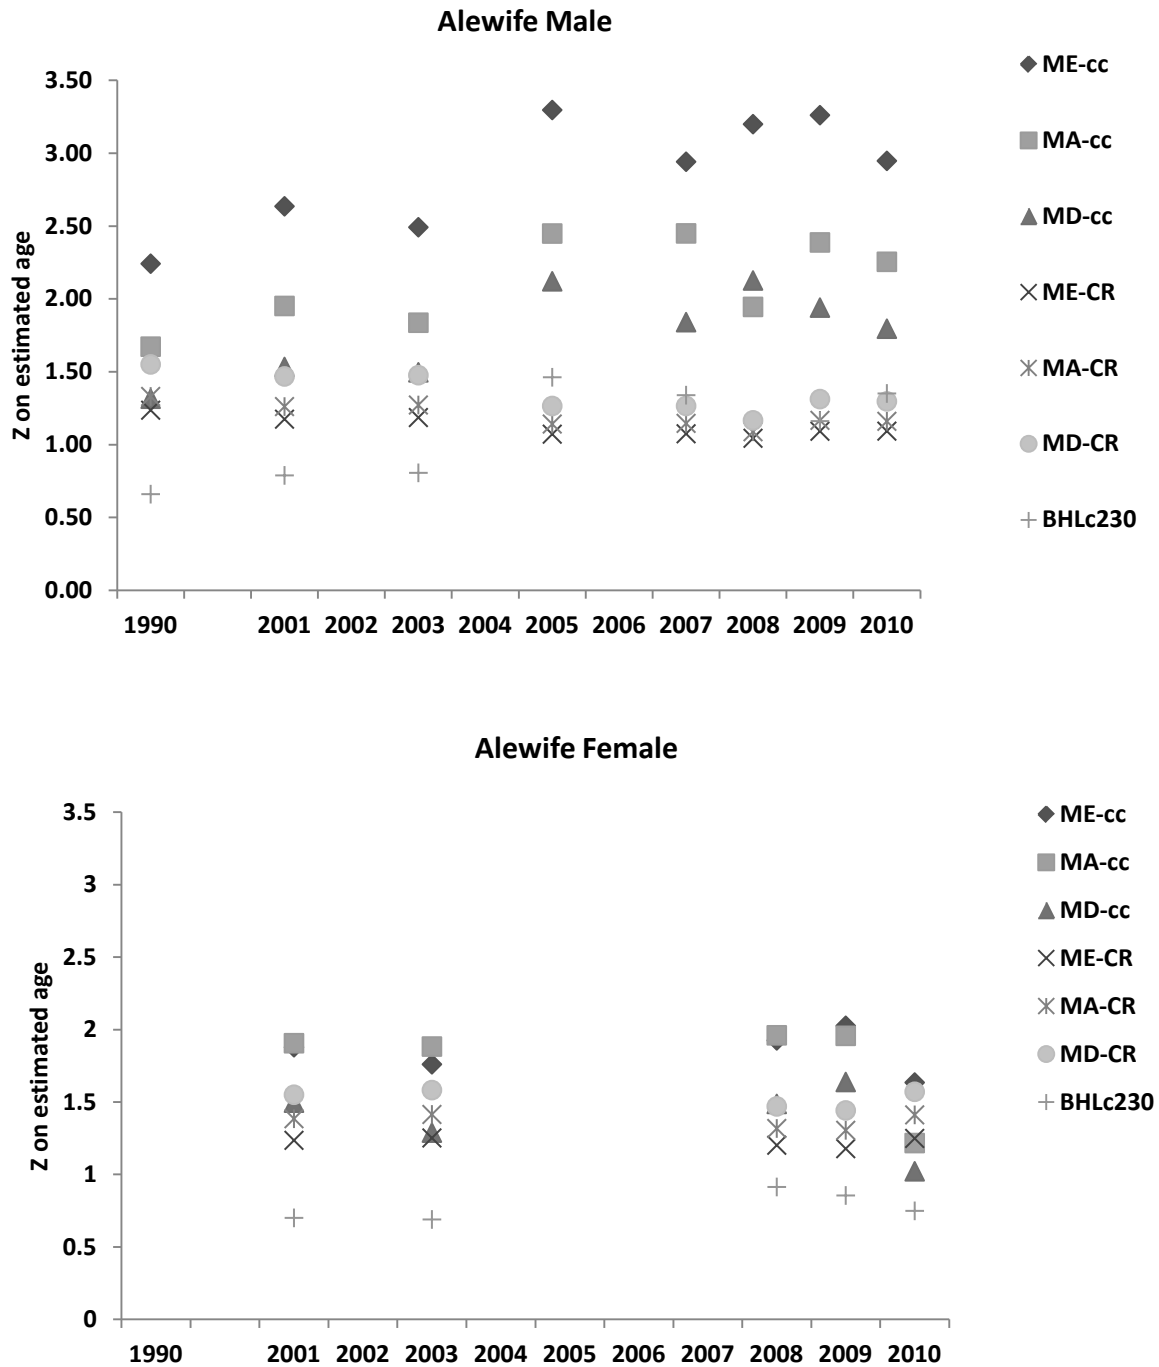 Alewife Male
Z on estimated age
3.50
3.00
2.50
2.00
1.50
1.00
0.50
0.00
1990 2001 2002 2003 2004 2005 2006 2007 2008 2009 2010
ME-cc
MA-cc
MD-cc
ME-CR
MA-CR
MD-CR
BHLc230
Alewife Female
Z on estimated age
3.5
3
2.5
2
1.5
1
0.5
0
1990 2001 2002 2003 2004 2005 2006 2007 2008 2009 2010
ME-cc
MA-cc
MD-cc
ME-CR
MA-CR
MD-CR
BHLc230